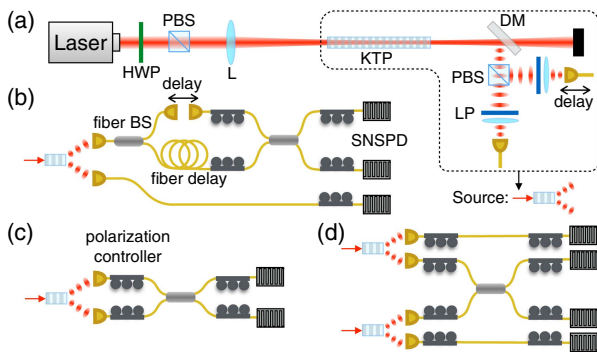 (a)
Laser
HWP
PBS
L
KTP
DM
PBS
delay
LP
Source:
(b)
delay
fiber BS
fiber delay
SNSPD
(c)
polarization
controller
(d)